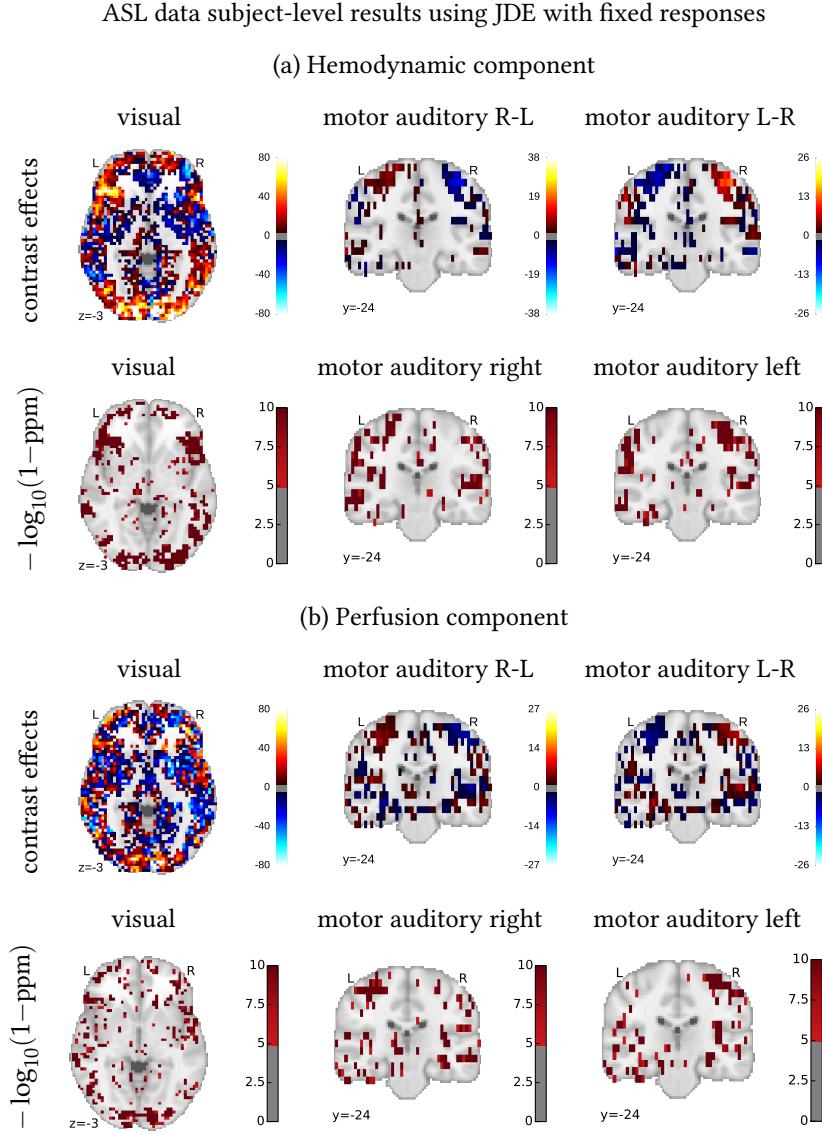 ASL data subject-level results using JDE with fixed responses
(a) Hemodynamic component
visual motor auditory R-L motor auditory L-R
contrast effects
L R 80 40 0 −40 −80 z=-3
L R 38 19 0 −19 −38 y=-24
L R 26 13 0 −13 −26
visual motor auditory right motor auditory left
− log₁₀(1−ppm)
L R 10 7.5 5 2.5 0 z=-3
L R 10 7.5 5 2.5 0 y=-24
L R 10 7.5 5 2.5 0 y=-24
(b) Perfusion component
visual motor auditory R-L motor auditory L-R
contrast effects
L R 80 40 0 −40 −80 z=-3
L R 27 14 0 −14 −27 y=-24
L R 26 13 0 −13 −26 y=-24
visual motor auditory right motor auditory left
− log₁₀(1−ppm)
L R 10 7.5 5 2.5 0 z=-3
L R 10 7.5 5 2.5 0 y=-24
L R 10 7.5 5 2.5 0 y=-24